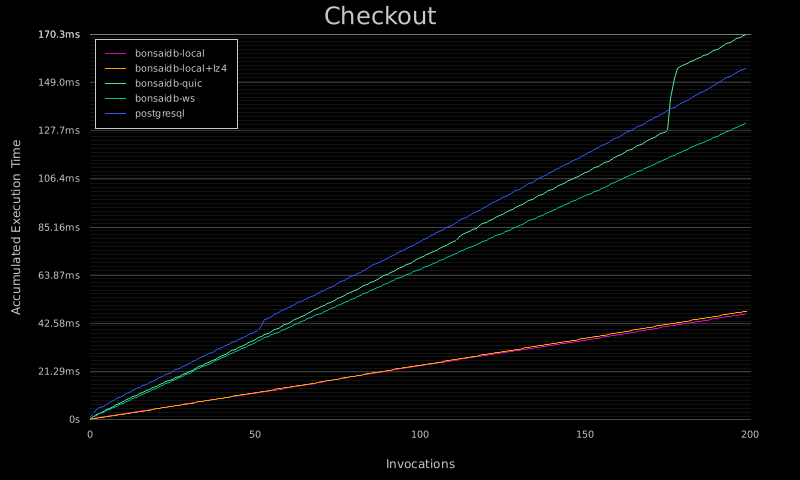 Checkout
170.3ms
149.0ms
127.7ms
106.4ms
85.16ms
63.87ms
42.58ms
21.29ms
0s
Accumulated Execution Time
bonsaidb-local
bonsaidb-local+lz4
bonsaidb-quic
bonsaidb-ws
postgresql
0
50
100
150
200
Invocations